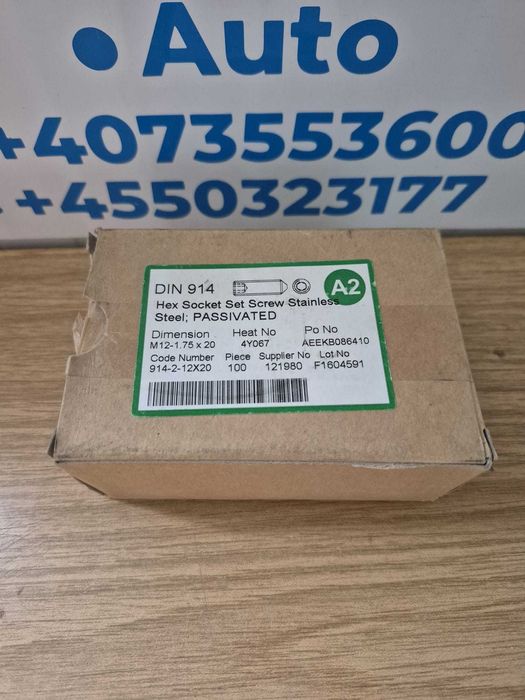 • Auto
+40735553600
+4550323177
DIN 914 A2
Hex Socket Set Screw Stainless
Steel; PASSIVATED
Dimension Heat No Po No
M12-1.75 x 20 4Y067 AEEKB086410
Code Number Piece Supplier No Lot No
914-2-12X20 100 121980 F1604591